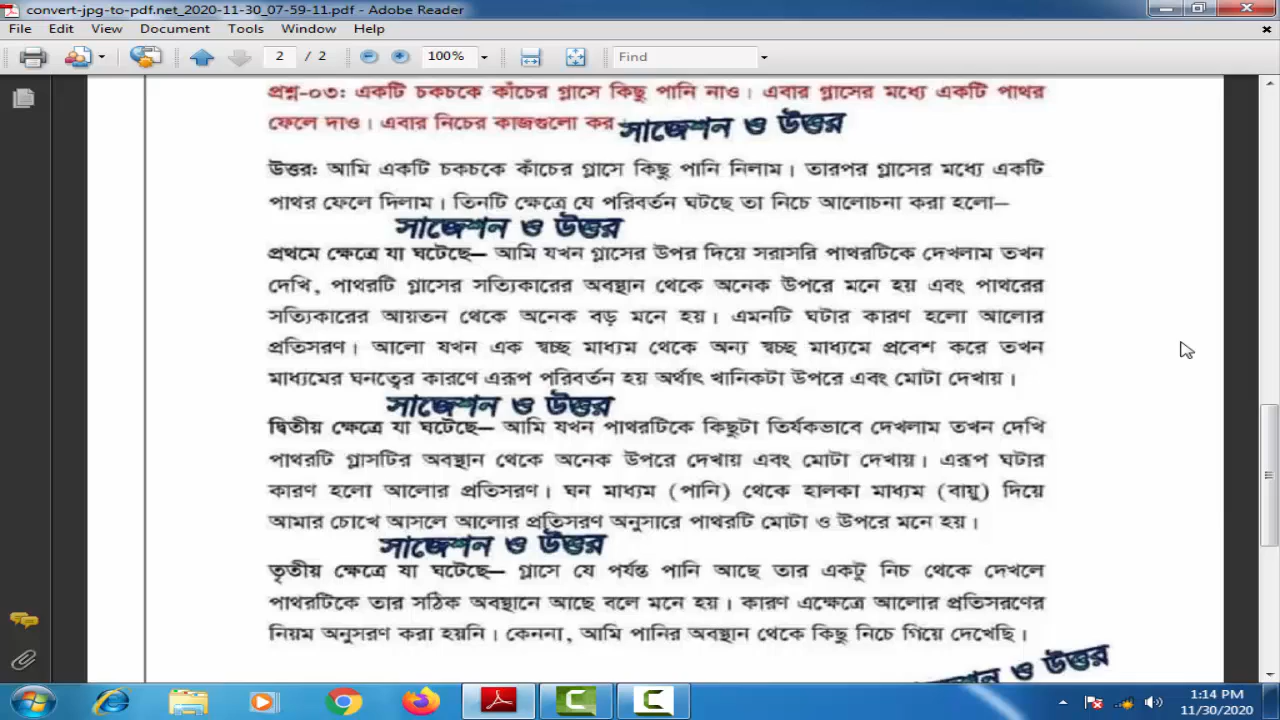 convert-jpg-to-pdf.net_2020-11-30_07-59-11.pdf - Adobe Reader
File Edit View Document Tools Window Help
2 / 2 100% Find
প্রশ্ন-০৩: একটি চকচকে কাঁচের গ্লাসে কিছু পানি নাও। এবার গ্লাসের মধ্যে একটি পাথর
ফেলে দাও। এবার নিচের কাজগুলো কর সাজেশন ও উত্তর
উত্তর: আমি একটি চকচকে কাঁচের গ্লাসে কিছু পানি নিলাম। তারপর গ্লাসের মধ্যে একটি
পাথর ফেলে দিলাম। তিনটি ক্ষেত্রে যে পরিবর্তন ঘটছে তা নিচে আলোচনা করা হলো–
সাজেশন ও উত্তর
প্রথমে ক্ষেত্রে যা ঘটেছে– আমি যখন গ্লাসের উপর দিয়ে সরাসরি পাথরটিকে দেখলাম তখন
দেখি, পাথরটি গ্লাসের সত্যিকারের অবস্থান থেকে অনেক উপরে মনে হয় এবং পাথরের
সত্যিকারের আয়তন থেকে অনেক বড় মনে হয়। এমনটি ঘটার কারণ হলো আলোর
প্রতিসরণ। আলো যখন এক স্বচ্ছ মাধ্যম থেকে অন্য স্বচ্ছ মাধ্যমে প্রবেশ করে তখন
মাধ্যমের ঘনত্বের কারণে এরূপ পরিবর্তন হয় অর্থাৎ খানিকটা উপরে এবং মোটা দেখায়।
সাজেশন ও উত্তর
দ্বিতীয় ক্ষেত্রে যা ঘটেছে– আমি যখন পাথরটিকে কিছুটা তির্যকভাবে দেখলাম তখন দেখি
পাথরটি গ্লাসটির অবস্থান থেকে অনেক উপরে দেখায় এবং মোটা দেখায়। এরূপ ঘটার
কারণ হলো আলোর প্রতিসরণ। ঘন মাধ্যম (পানি) থেকে হালকা মাধ্যম (বায়ু) দিয়ে
আমার চোখে আসলে আলোর প্রতিসরণ অনুসারে পাথরটি মোটা ও উপরে মনে হয়।
সাজেশন ও উত্তর
তৃতীয় ক্ষেত্রে যা ঘটেছে– গ্লাসে যে পর্যন্ত পানি আছে তার একটু নিচ থেকে দেখলে
পাথরটিকে তার সঠিক অবস্থানে আছে বলে মনে হয়। কারণ এক্ষেত্রে আলোর প্রতিসরণের
নিয়ম অনুসরণ করা হয়নি। কেননা, আমি পানির অবস্থান থেকে কিছু নিচে গিয়ে দেখেছি।
ও উত্তর
1:14 PM
11/30/2020